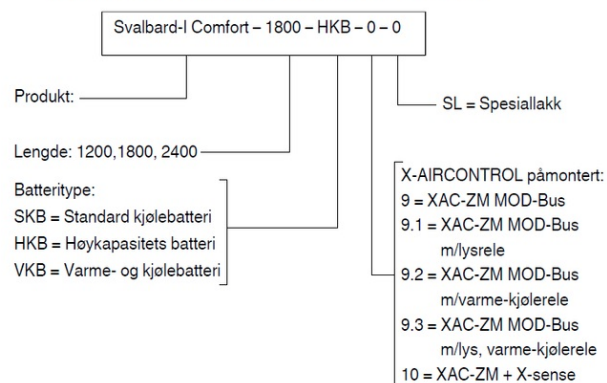 Svalbard-I Comfort – 1800 – HKB – 0 – 0
Produkt:
SL = Spesiallakk
Lengde: 1200,1800, 2400
Batteritype:
SKB = Standard kjølebatteri
HKB = Høykapasitets batteri
VKB = Varme- og kjølebatteri
X-AIRCONTROL påmontert:
9 = XAC-ZM MOD-Bus
9.1 = XAC-ZM MOD-Bus
m/lysrele
9.2 = XAC-ZM MOD-Bus
m/varme-kjølerele
9.3 = XAC-ZM MOD-Bus
m/lys, varme-kjølerele
10 = XAC-ZM + X-sense